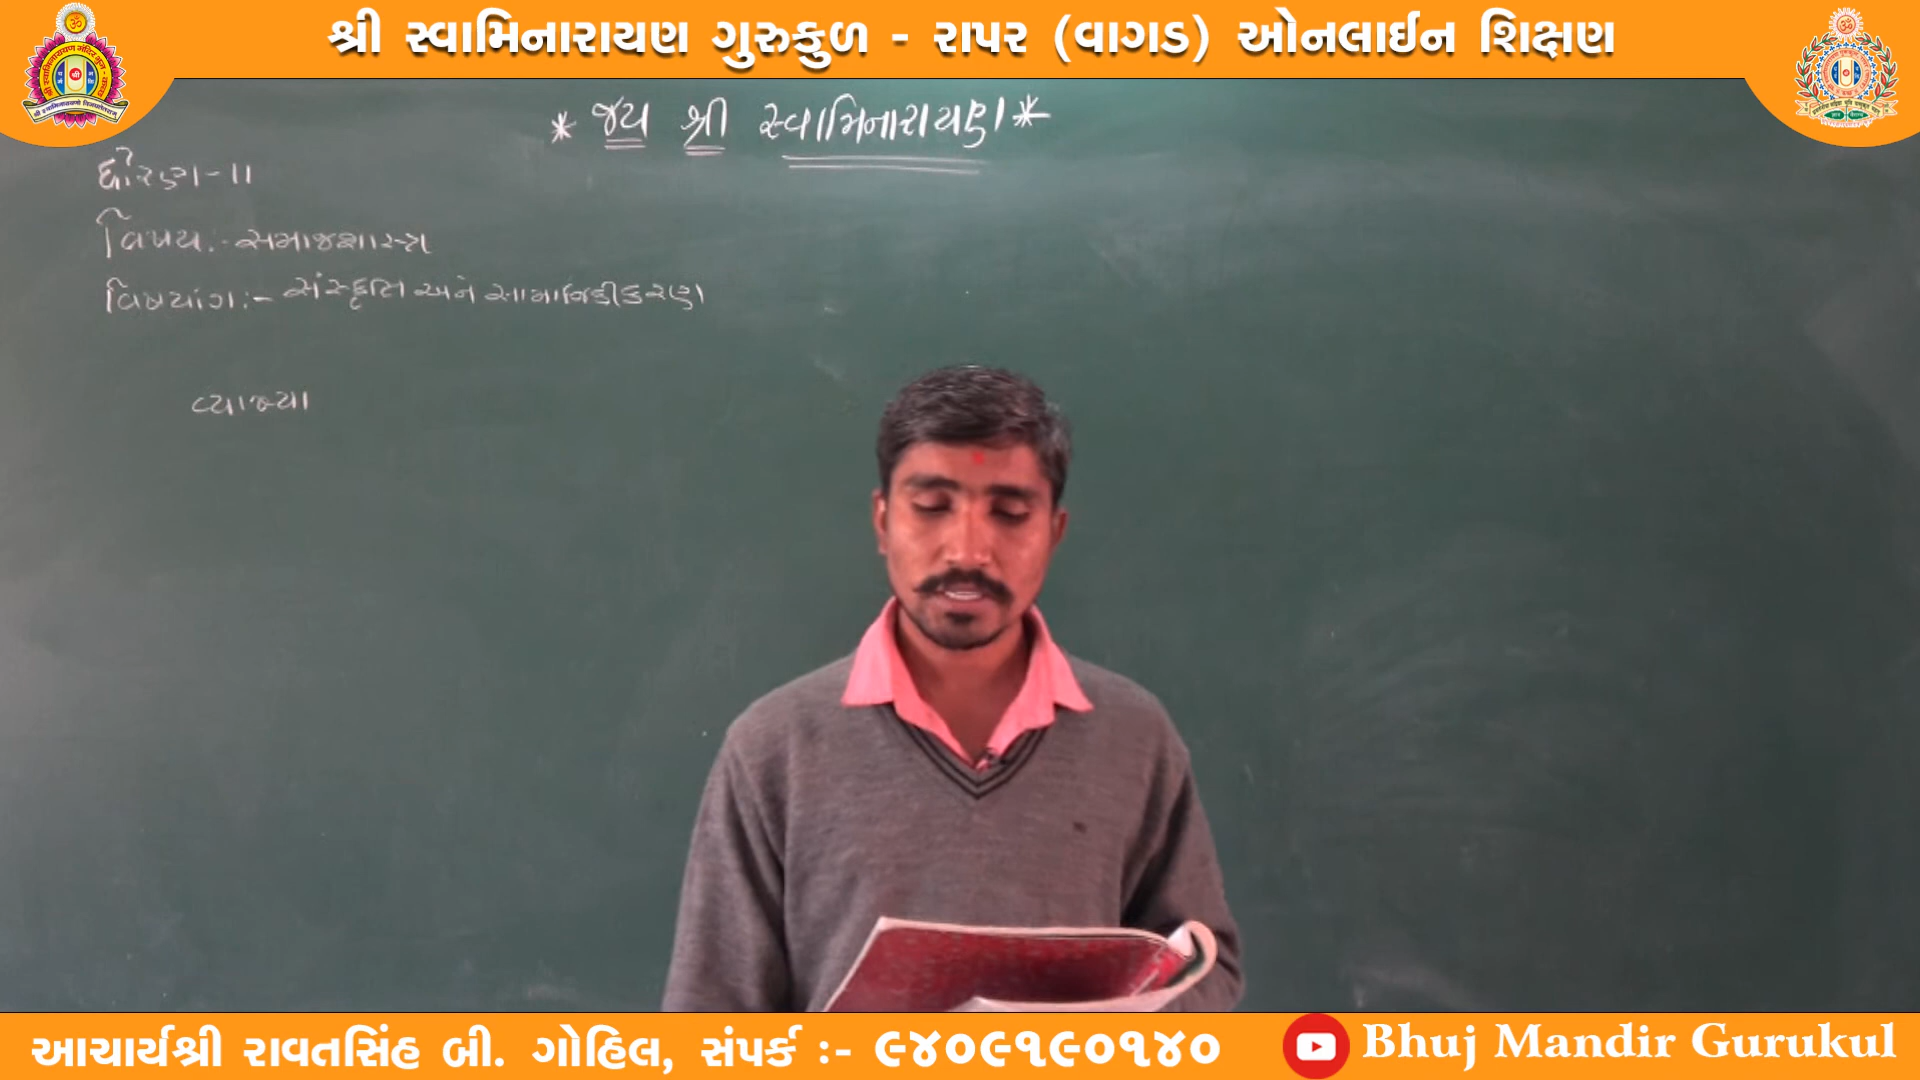 શ્રી સ્વામિનારાયણ ગુરુકુળ - રાપર (વાગડ) ઓનલાઈન શિક્ષણ
* જય શ્રી સ્વામિનારાયણ *
ધોરણ - 11
વિષય :- સમાજશાસ્ત્ર
વિષયાંગ :- સંસ્કૃતિ અને સામાજિકીકરણ
વ્યાખ્યા
આચાર્યશ્રી રાવતસિંહ બી. ગોહિલ, સંપર્ક :- ૯૪૦૯૧૯૦૧૪૦
Bhuj Mandir Gurukul